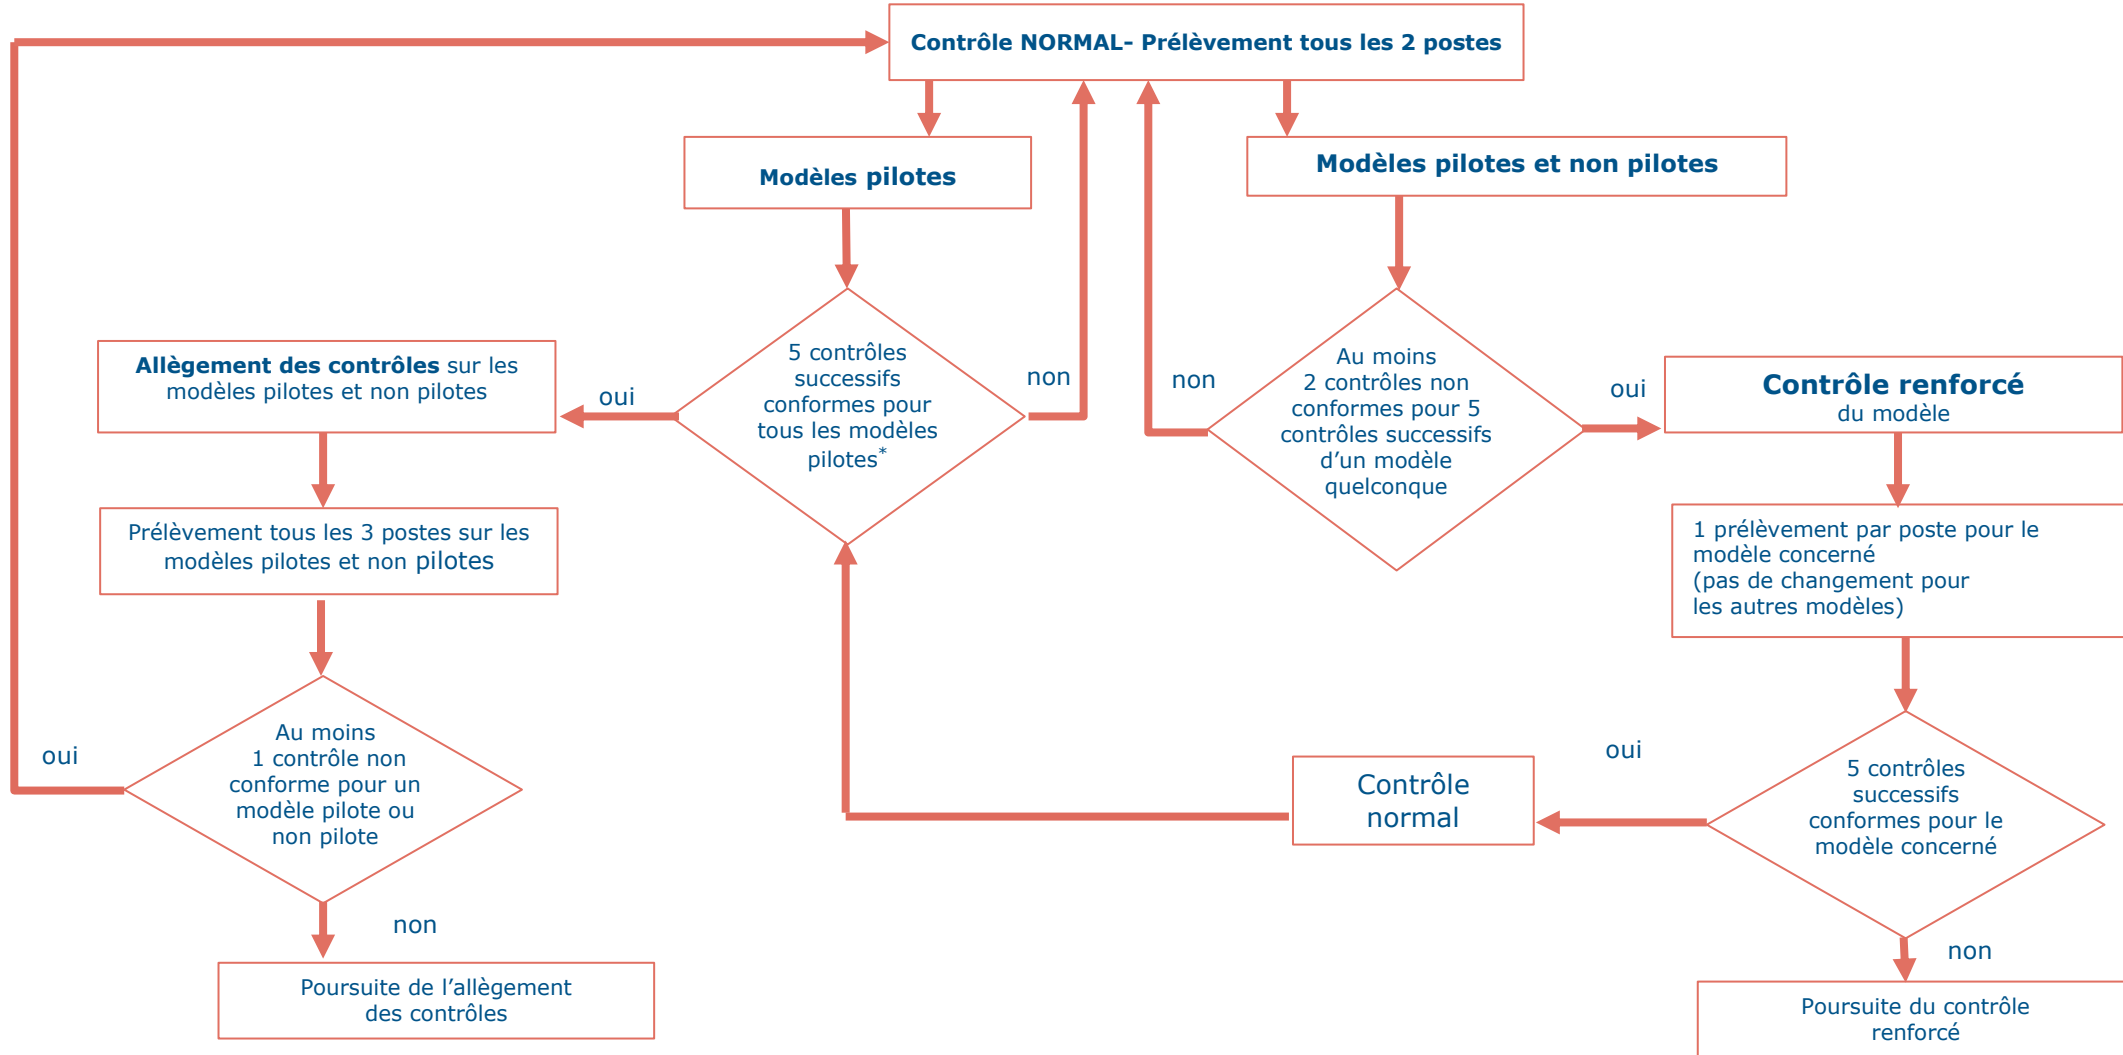 Contrôle NORMAL– Prélèvement tous les 2 postes
Modèles pilotes
Modèles pilotes et non pilotes
5 contrôles
successifs
conformes pour
tous les modèles
pilotes*
non
oui
Allègement des contrôles sur les
modèles pilotes et non pilotes
Prélèvement tous les 3 postes sur les
modèles pilotes et non pilotes
Au moins
1 contrôle non
conforme pour un
modèle pilote ou
non pilote
oui
non
Poursuite de l’allègement
des contrôles
Au moins
2 contrôles non
conformes pour 5
contrôles successifs
d’un modèle
quelconque
non
oui
Contrôle renforcé
du modèle
1 prélèvement par poste pour le
modèle concerné
(pas de changement pour
les autres modèles)
5 contrôles
successifs
conformes pour le
modèle concerné
oui
Contrôle
normal
non
Poursuite du contrôle
renforcé